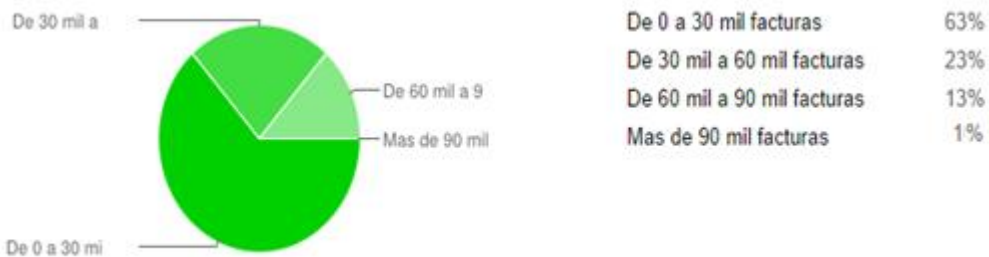 De 30 mil a
De 60 mil a 9
Mas de 90 mil
De 0 a 30 mi
De 0 a 30 mil facturas 63%
De 30 mil a 60 mil facturas 23%
De 60 mil a 90 mil facturas 13%
Mas de 90 mil facturas 1%